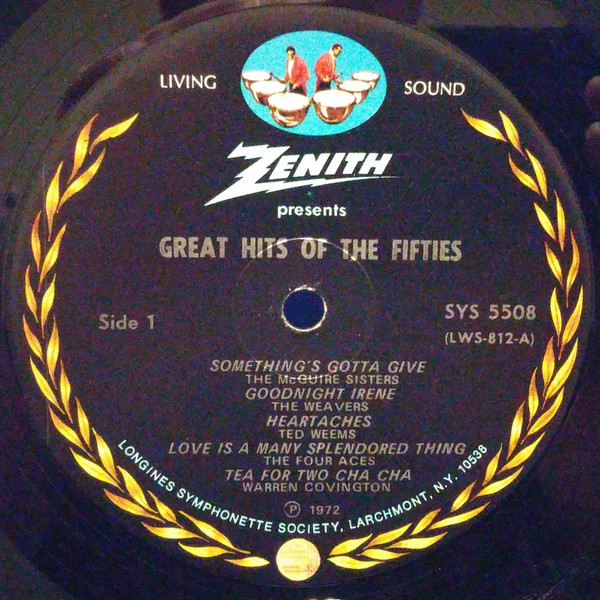 LIVING SOUND
ZENITH
presents
GREAT HITS OF THE FIFTIES
Side 1
SYS 5508
(LWS-812-A)
SOMETHING'S GOTTA GIVE
THE McGUIRE SISTERS
GOODNIGHT IRENE
THE WEAVERS
HEARTACHES
TED WEEMS
LOVE IS A MANY SPLENDORED THING
THE FOUR ACES
TEA FOR TWO CHA CHA
WARREN COVINGTON
℗ 1972
LONGINES SYMPHONETTE SOCIETY, LARCHMONT, N.Y. 10538